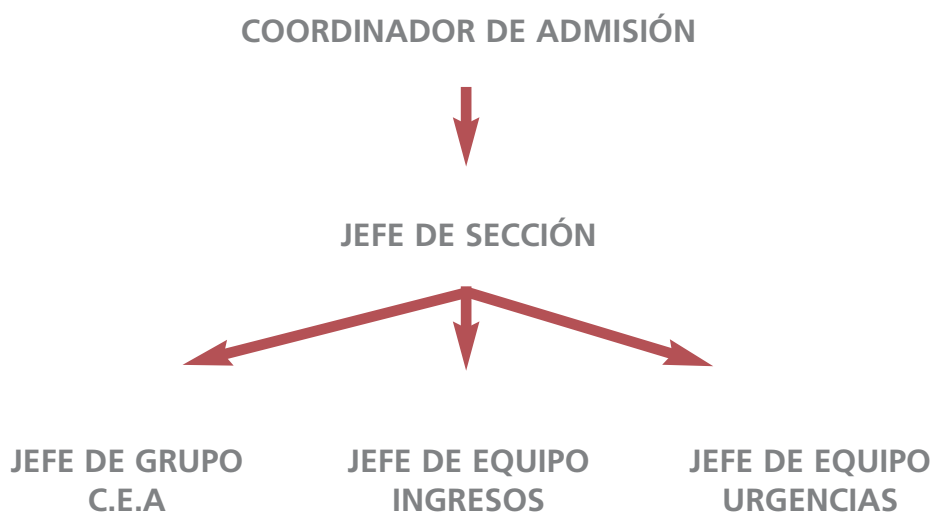 COORDINADOR DE ADMISIÓN
JEFE DE SECCIÓN
JEFE DE GRUPO
C.E.A
JEFE DE EQUIPO
INGRESOS
JEFE DE EQUIPO
URGENCIAS